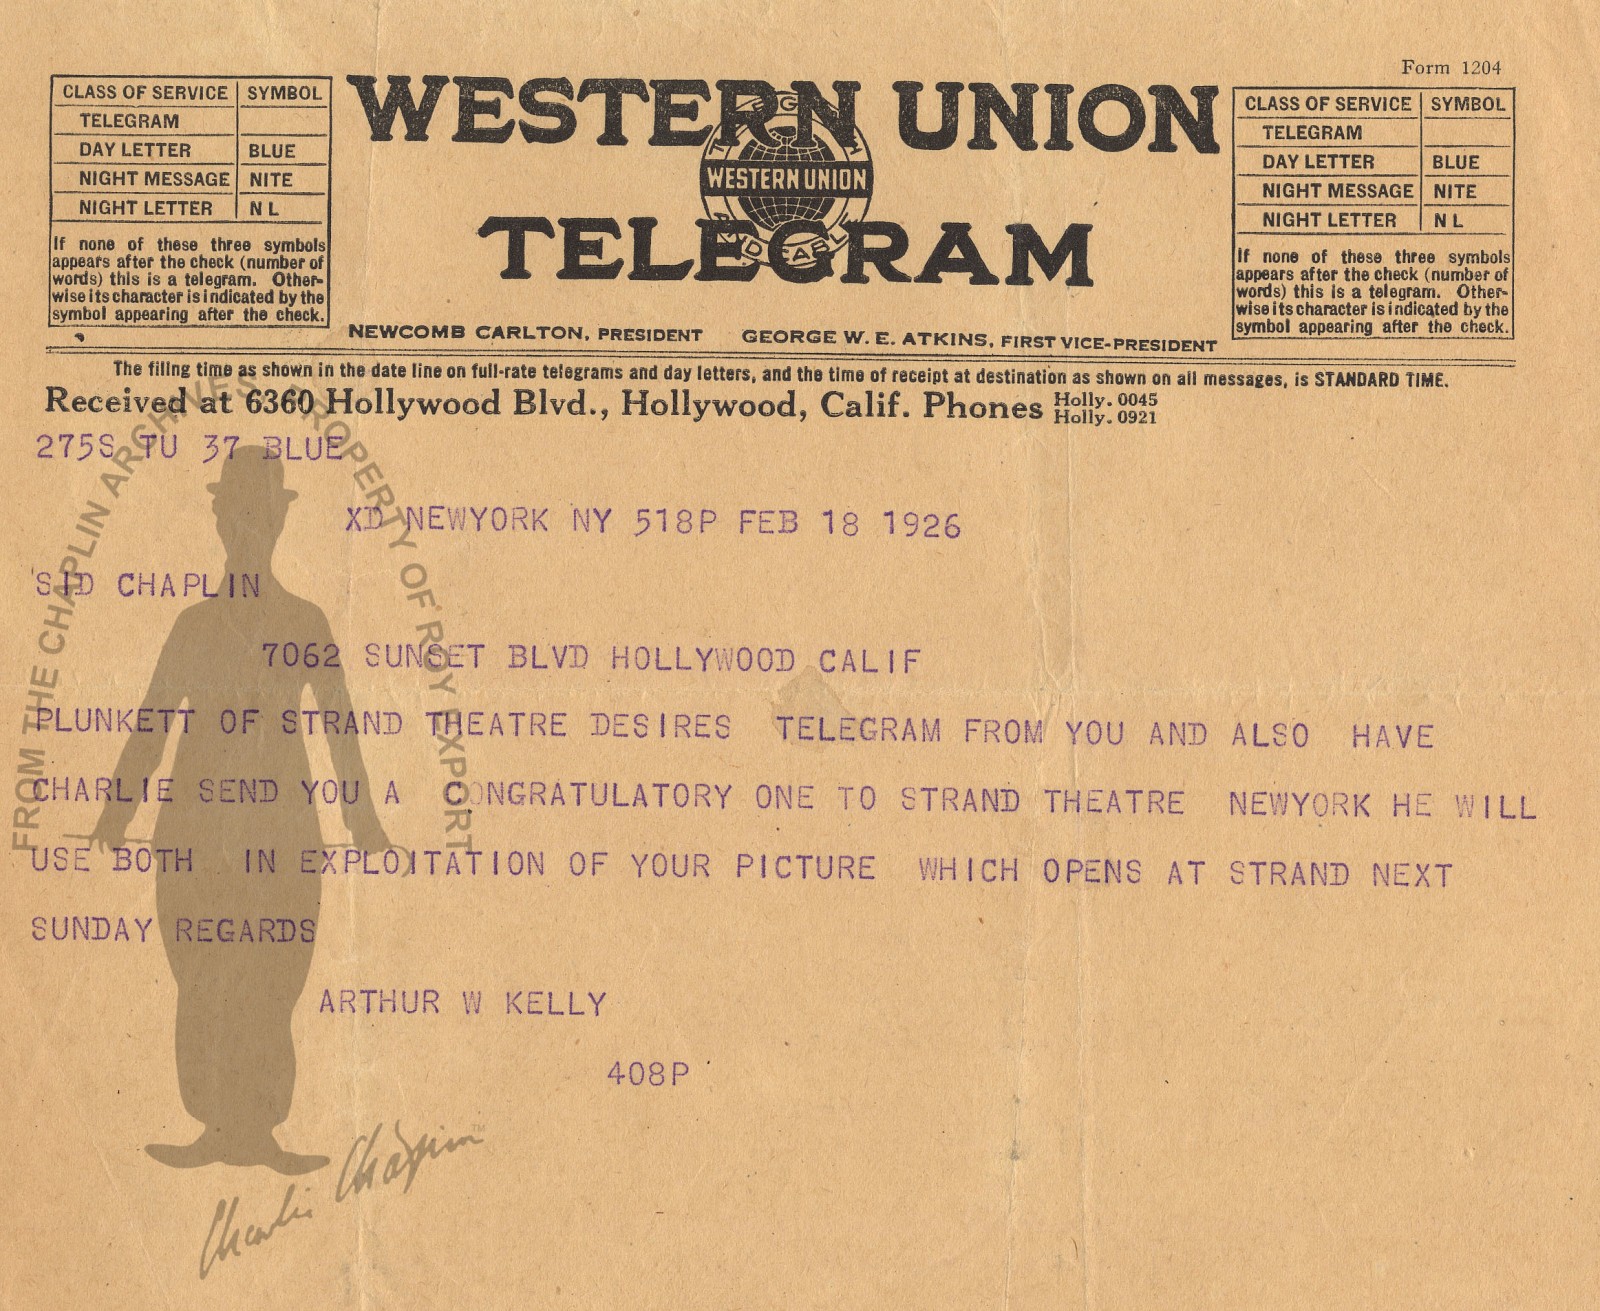 Form 1204
CLASS OF SERVICE SYMBOL
TELEGRAM
DAY LETTER BLUE
NIGHT MESSAGE NITE
NIGHT LETTER N L
If none of these three symbols
appears after the check (number of
words) this is a telegram. Other-
wise its character is indicated by the
symbol appearing after the check.
WESTERN UNION
WESTERN UNION
TELEGRAM
TELEGRAPH AND CABLE
NEWCOMB CARLTON, PRESIDENT GEORGE W. E. ATKINS, FIRST VICE-PRESIDENT
CLASS OF SERVICE SYMBOL
TELEGRAM
DAY LETTER BLUE
NIGHT MESSAGE NITE
NIGHT LETTER N L
If none of these three symbols
appears after the check (number of
words) this is a telegram. Other-
wise its character is indicated by the
symbol appearing after the check.
The filing time as shown in the date line on full-rate telegrams and day letters, and the time of receipt at destination as shown on all messages, is STANDARD TIME.
Received at 6360 Hollywood Blvd., Hollywood, Calif. Phones Holly. 0045
Holly. 0921
275S TU 37 BLUE
XD NEWYORK NY 518P FEB 18 1926
SID CHAPLIN
7062 SUNSET BLVD HOLLYWOOD CALIF
PLUNKETT OF STRAND THEATRE DESIRES TELEGRAM FROM YOU AND ALSO HAVE
CHARLIE SEND YOU A CONGRATULATORY ONE TO STRAND THEATRE NEWYORK HE WILL
USE BOTH IN EXPLOITATION OF YOUR PICTURE WHICH OPENS AT STRAND NEXT
SUNDAY REGARDS
ARTHUR W KELLY
408P
FROM THE CHAPLIN ARCHIVES PROPERTY OF ROY EXPORT
Charlie Chaplin
TM